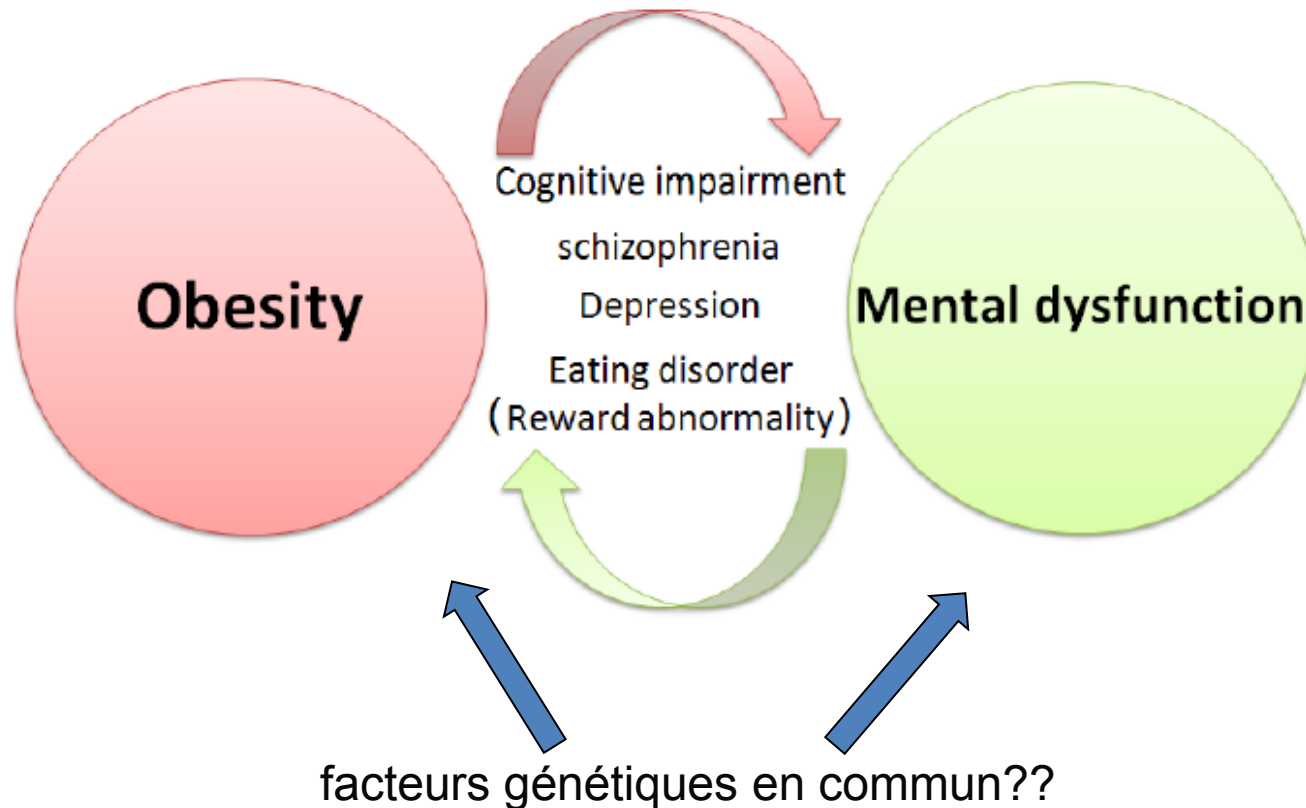 Obesity
Cognitive impairment
schizophrenia
Depression
Eating disorder
(Reward abnormality)
Mental dysfunction
facteurs génétiques en commun??